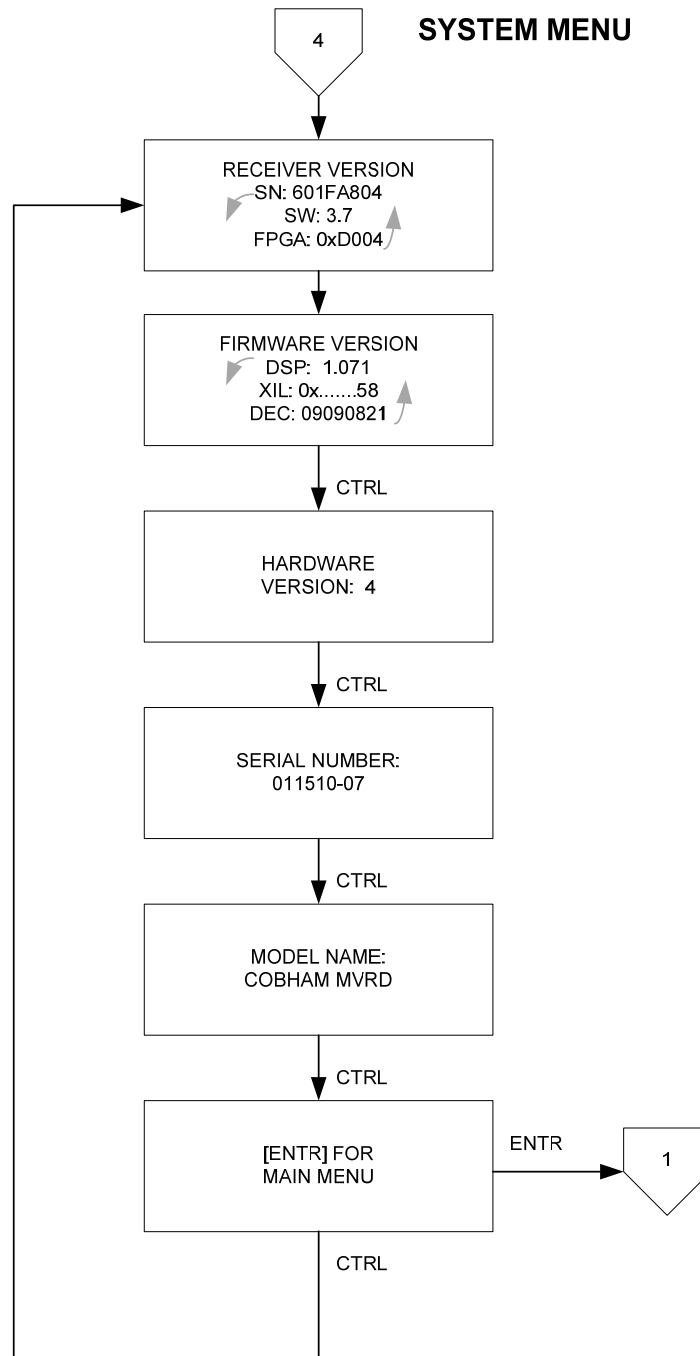 4
SYSTEM MENU
RECEIVER VERSION
SN: 601FA804
SW: 3.7
FPGA: 0xD004
FIRMWARE VERSION
DSP: 1.071
XIL: 0x.......58
DEC: 09090821
CTRL
HARDWARE
VERSION: 4
CTRL
SERIAL NUMBER:
011510-07
CTRL
MODEL NAME:
COBHAM MVRD
CTRL
[ENTR] FOR
MAIN MENU
ENTR
1
CTRL